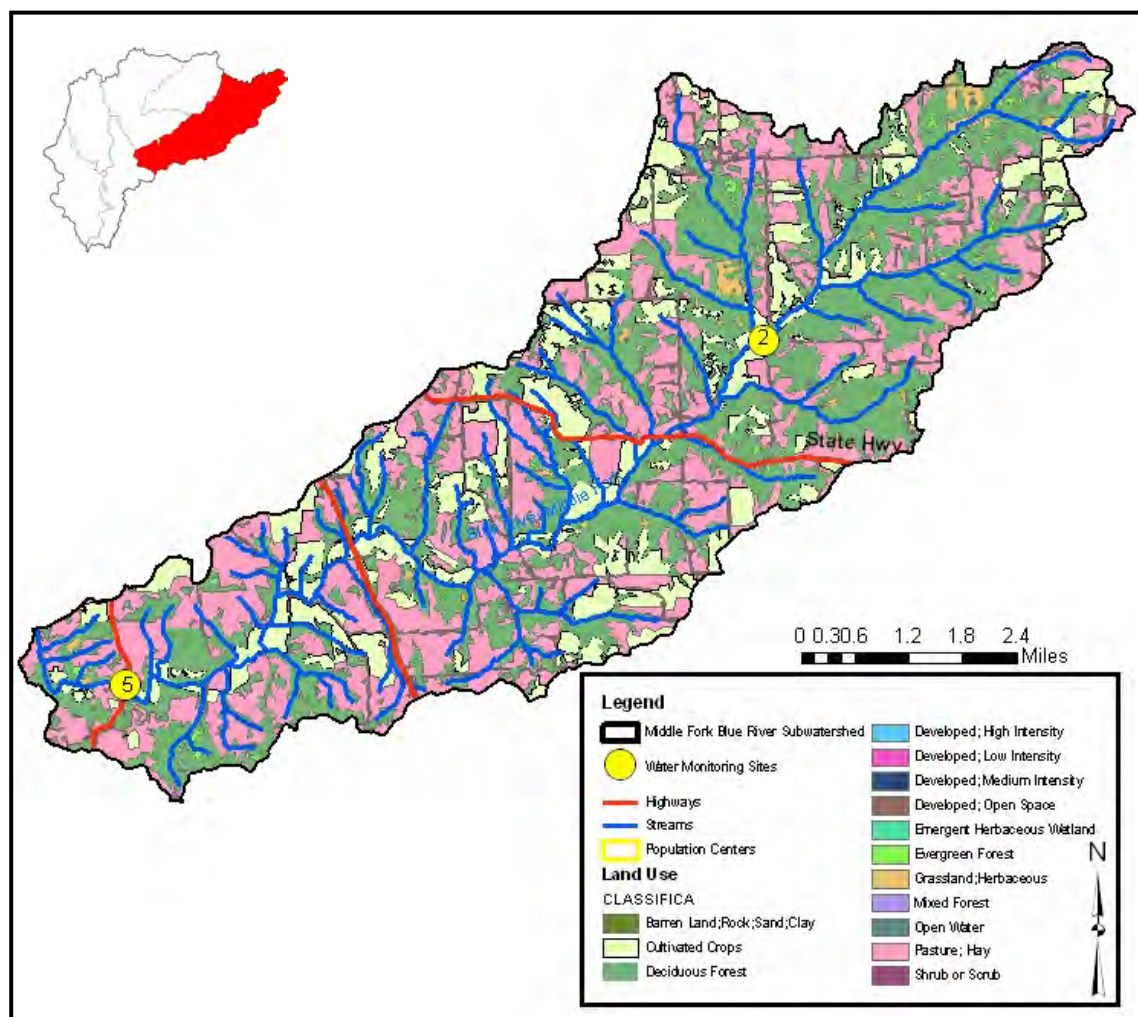 2
State Hwy
5
0 0.30.6 1.2 1.8 2.4
Miles
Legend
Middle Fork Blue River Subwatershed
Water Monitoring Sites
Highways
Streams
Population Centers
Land Use
CLASSIFICA
Barren Land;Rock;Sand;Clay
Cultivated Crops
Deciduous Forest
Developed; High Intensity
Developed; Low Intensity
Developed; Medium Intensity
Developed; Open Space
Emergent Herbaceous Wetland
Evergreen Forest
Grassland;Herbaceous
Mixed Forest
Open Water
Pasture; Hay
Shrub or Scrub
N